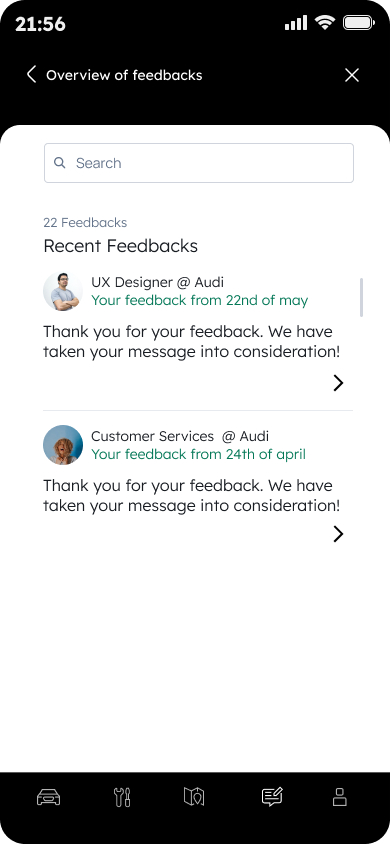 21:56
Overview of feedbacks
Search
22 Feedbacks
Recent Feedbacks
UX Designer @ Audi
Your feedback from 22nd of may
Thank you for your feedback. We have
taken your message into consideration!
Customer Services  @ Audi
Your feedback from 24th of april
Thank you for your feedback. We have
taken your message into consideration!